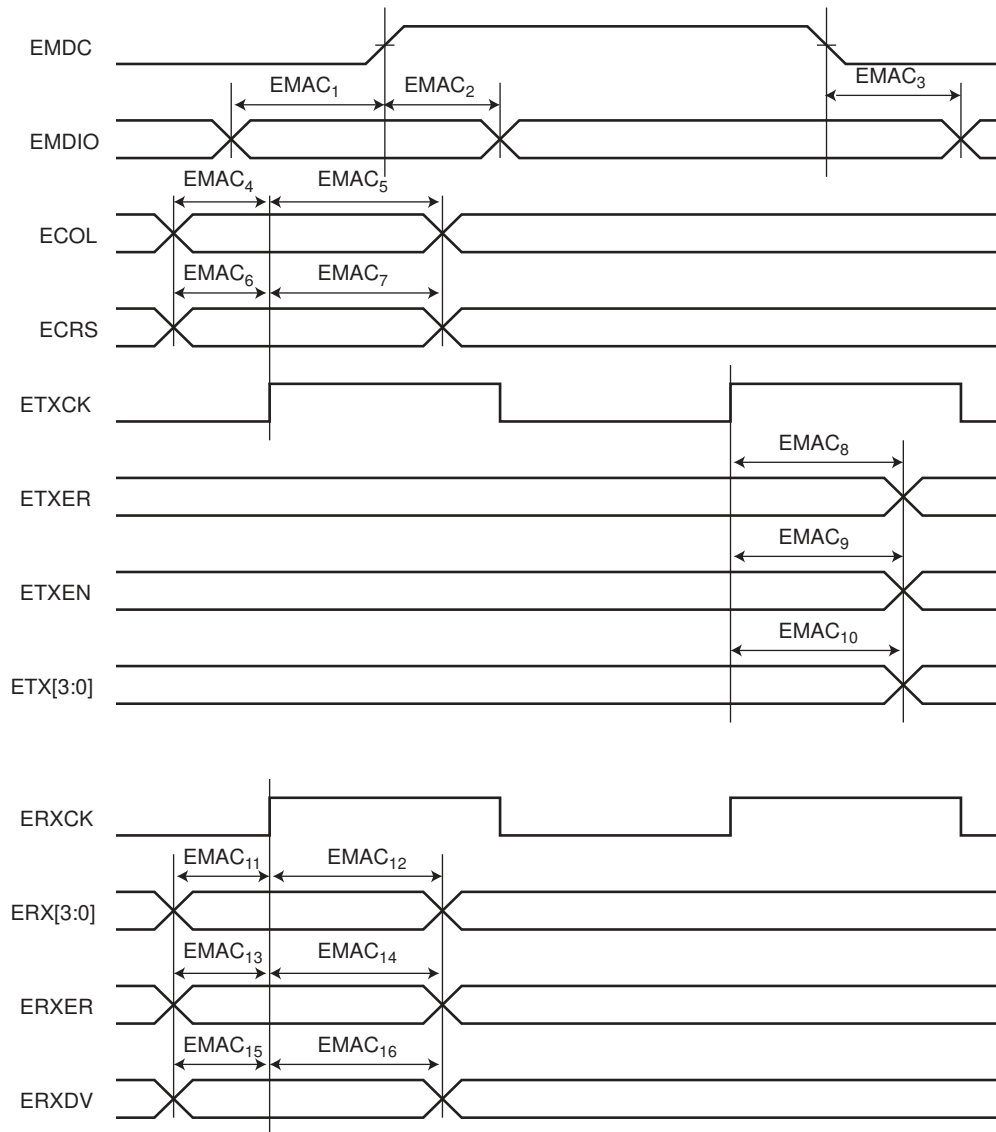 EMDC
EMAC1 EMAC2 EMAC3
EMDIO
EMAC4 EMAC5
ECOL
EMAC6 EMAC7
ECRS
ETXCK
EMAC8
ETXER
EMAC9
ETXEN
EMAC10
ETX[3:0]
ERXCK
EMAC11 EMAC12
ERX[3:0]
EMAC13 EMAC14
ERXER
EMAC15 EMAC16
ERXDV